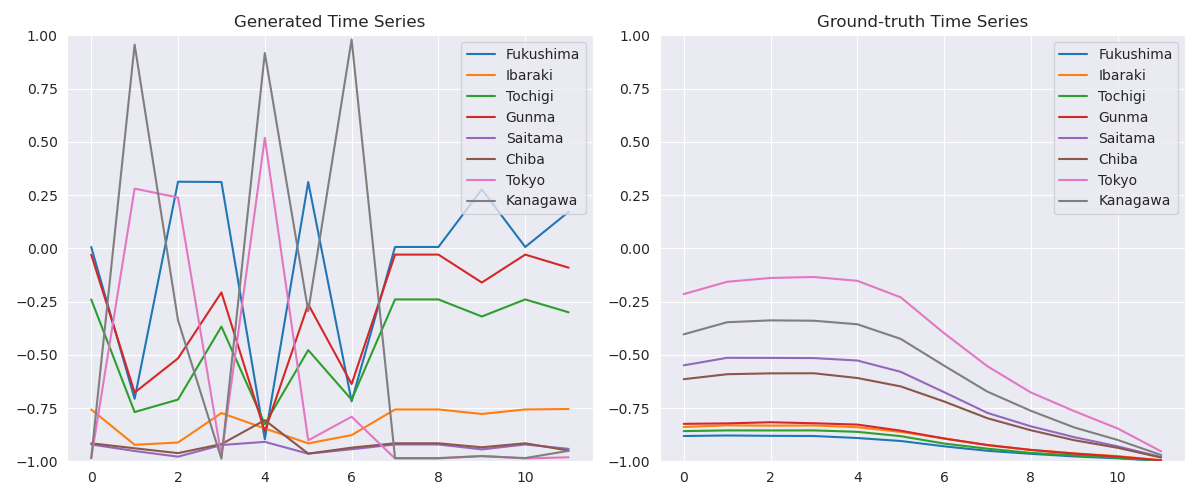 Generated Time Series
1.00
0.75
0.50
0.25
0.00
−0.25
−0.50
−0.75
−1.00
0
2
4
6
8
10
Fukushima
Ibaraki
Tochigi
Gunma
Saitama
Chiba
Tokyo
Kanagawa
Ground-truth Time Series
1.00
0.75
0.50
0.25
0.00
−0.25
−0.50
−0.75
−1.00
0
2
4
6
8
10
Fukushima
Ibaraki
Tochigi
Gunma
Saitama
Chiba
Tokyo
Kanagawa